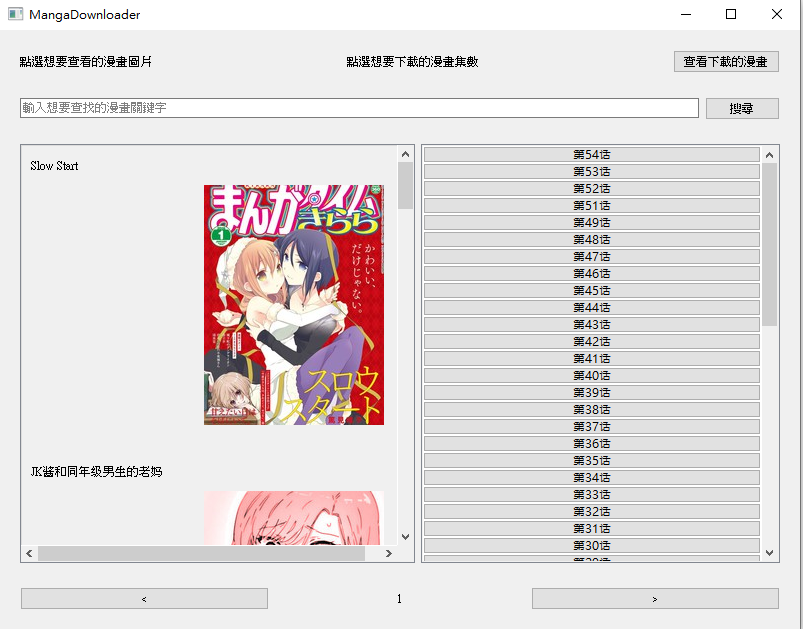 MangaDownloader
點選想要查看的漫畫圖片
點選想要下載的漫畫集數
查看下載的漫畫
輸入想要查找的漫畫關鍵字
搜尋
Slow Start
まんがタイム
きらら
1
かわいい、
だけじゃない。
スロウ
スタート
JK酱和同年级男生的老妈
第54话
第53话
第52话
第51话
第49话
第48话
第47话
第46话
第45话
第44话
第43话
第42话
第41话
第40话
第39话
第38话
第37话
第36话
第35话
第34话
第33话
第32话
第31话
第30话
<
1
>